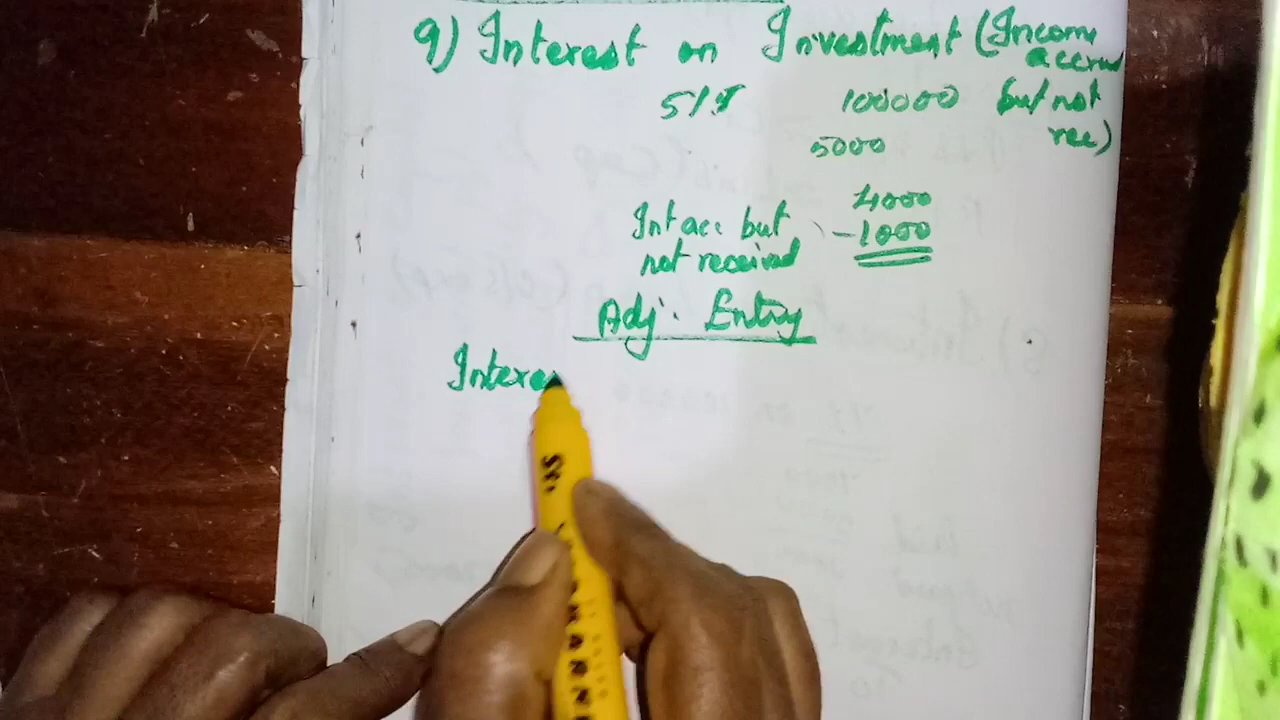 9) Interest on Investment (Income
accrued
5% 100000 but not
rec)
5000
4000
Int acc but - 1000
not received
Adj. Entry
Intere